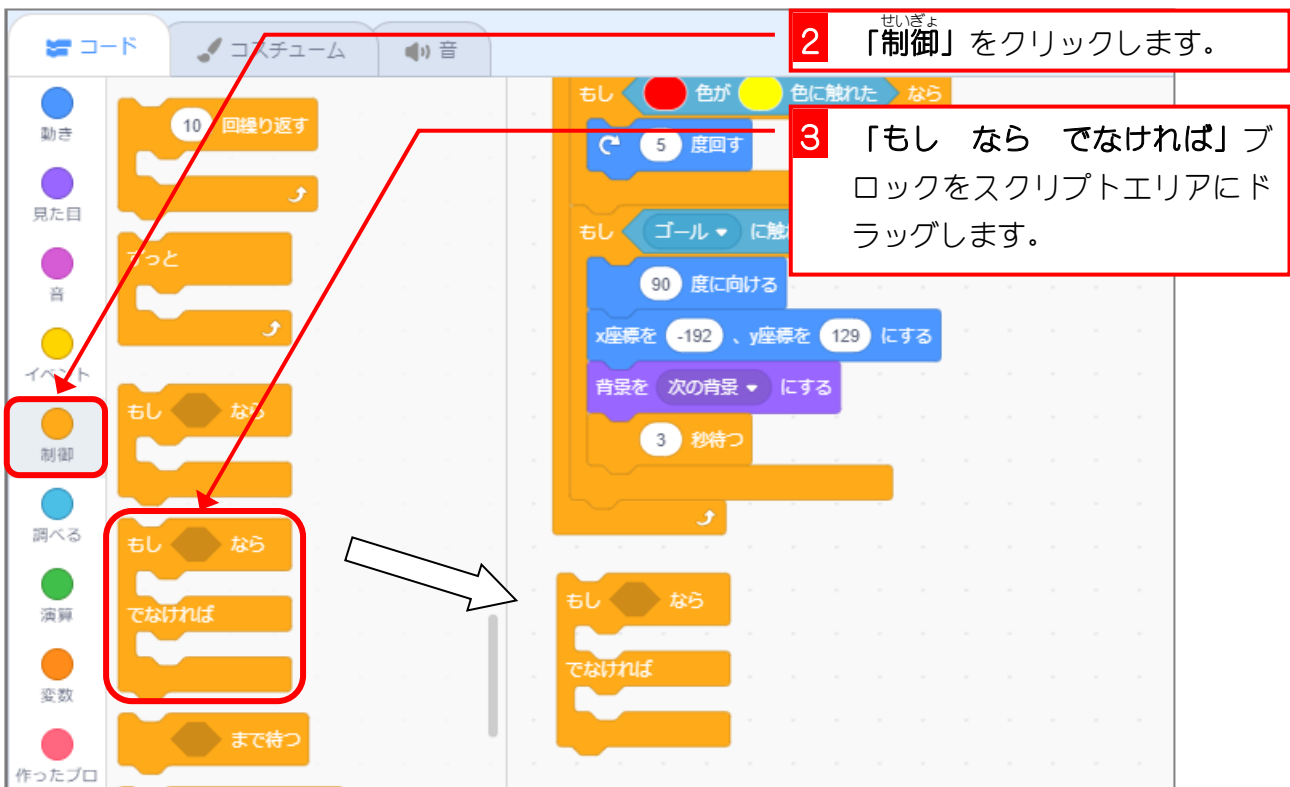 コード
コスチューム
音
2
せいぎょ
「制御」をクリックします。
3
「もし なら でなければ」ブ
ロックをスクリプトエリアにド
ラッグします。
動き
見た目
音
イベント
制御
調べる
演算
変数
作ったブロ
10 回繰り返す
ずっと
もし なら
もし なら
でなければ
まで待つ
もし 色が 色に触れた なら
5 度回す
もし ゴール に触
90 度に向ける
x座標を -192 、y座標を 129 にする
背景を 次の背景 にする
3 秒待つ
もし なら
でなければ